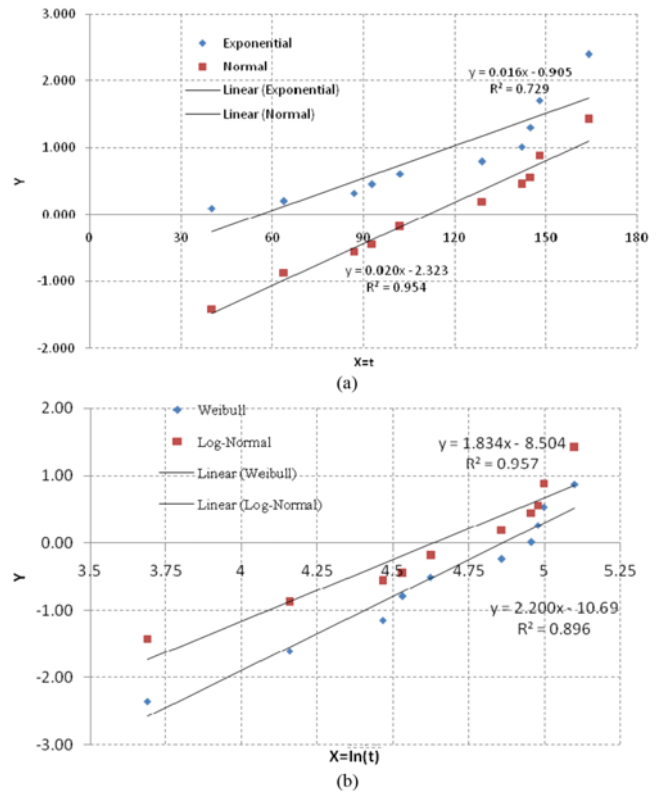 3.000
2.000
1.000
0.000
-1.000
-2.000
Y
Exponential
Normal
Linear (Exponential)
Linear (Normal)
y = 0.016x - 0.905
R² = 0.729
0 30 60 90 120 150 180
y = 0.020x - 2.323
R² = 0.954
X=t
(a)
2.00
1.00
0.00
-1.00
-2.00
-3.00
Y
Weibull
Log-Normal
Linear (Weibull)
Linear (Log-Normal)
y = 1.834x - 8.504
R² = 0.957
3.5 3.75 4 4.25 4.5 4.75 5 5.25
y = 2.200x - 10.69
R² = 0.896
X=ln(t)
(b)